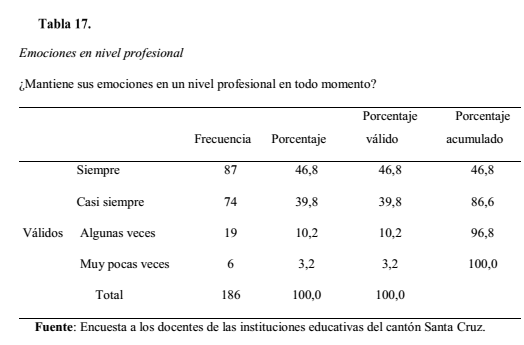 Tabla 17.
Emociones en nivel profesional
¿Mantiene sus emociones en un nivel profesional en todo momento?
Frecuencia Porcentaje Porcentaje válido Porcentaje acumulado
Siempre 87 46,8 46,8 46,8
Casi siempre 74 39,8 39,8 86,6
Válidos Algunas veces 19 10,2 10,2 96,8
Muy pocas veces 6 3,2 3,2 100,0
Total 186 100,0 100,0
Fuente: Encuesta a los docentes de las instituciones educativas del cantón Santa Cruz.